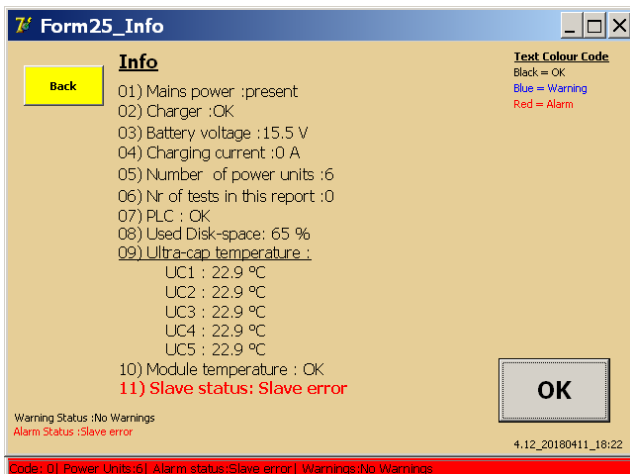 Form25_Info
Info
Back
01) Mains power :present
02) Charger :OK
03) Battery voltage :15.5 V
04) Charging current :0 A
05) Number of power units :6
06) Nr of tests in this report :0
07) PLC : OK
08) Used Disk-space: 65 %
09) Ultra-cap temperature :
UC1 : 22.9 ºC
UC2 : 22.9 ºC
UC3 : 22.9 ºC
UC4 : 22.9 ºC
UC5 : 22.9 ºC
10) Module temperature : OK
11) Slave status: Slave error
Text Colour Code
Black = OK
Blue = Warning
Red = Alarm
OK
Warning Status :No Warnings
Alarm Status :Slave error
4.12_20180411_18:22
Code: 0| Power Units:6| Alarm status:Slave error| Warnings:No Warnings